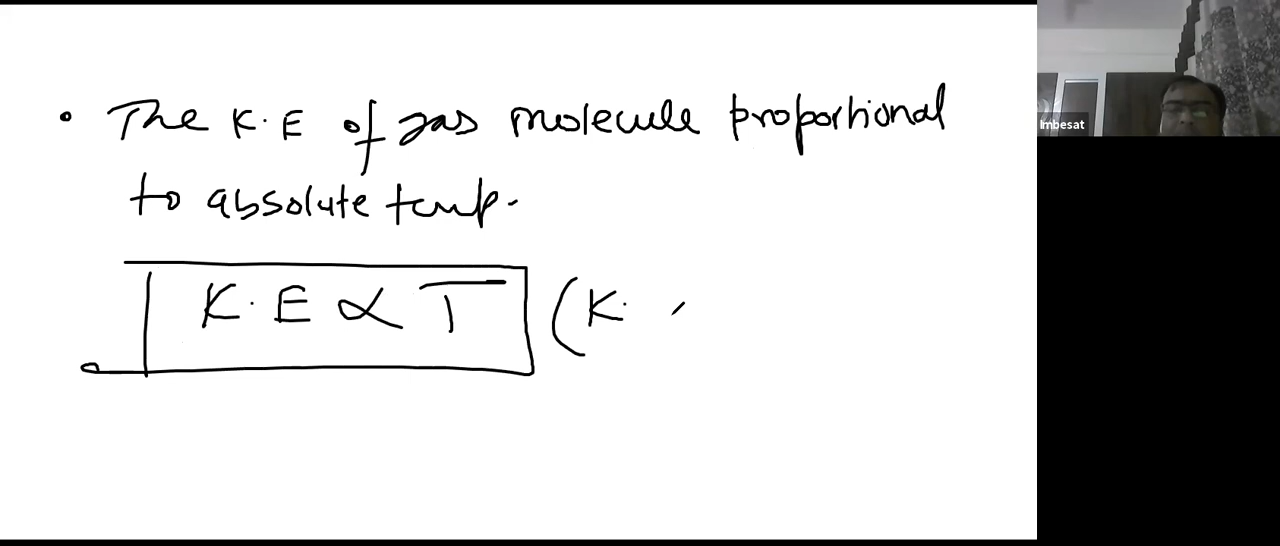 • The K.E of gas molecule proportional
to absolute temp.
K.E ∝ T (K.
Imbesat